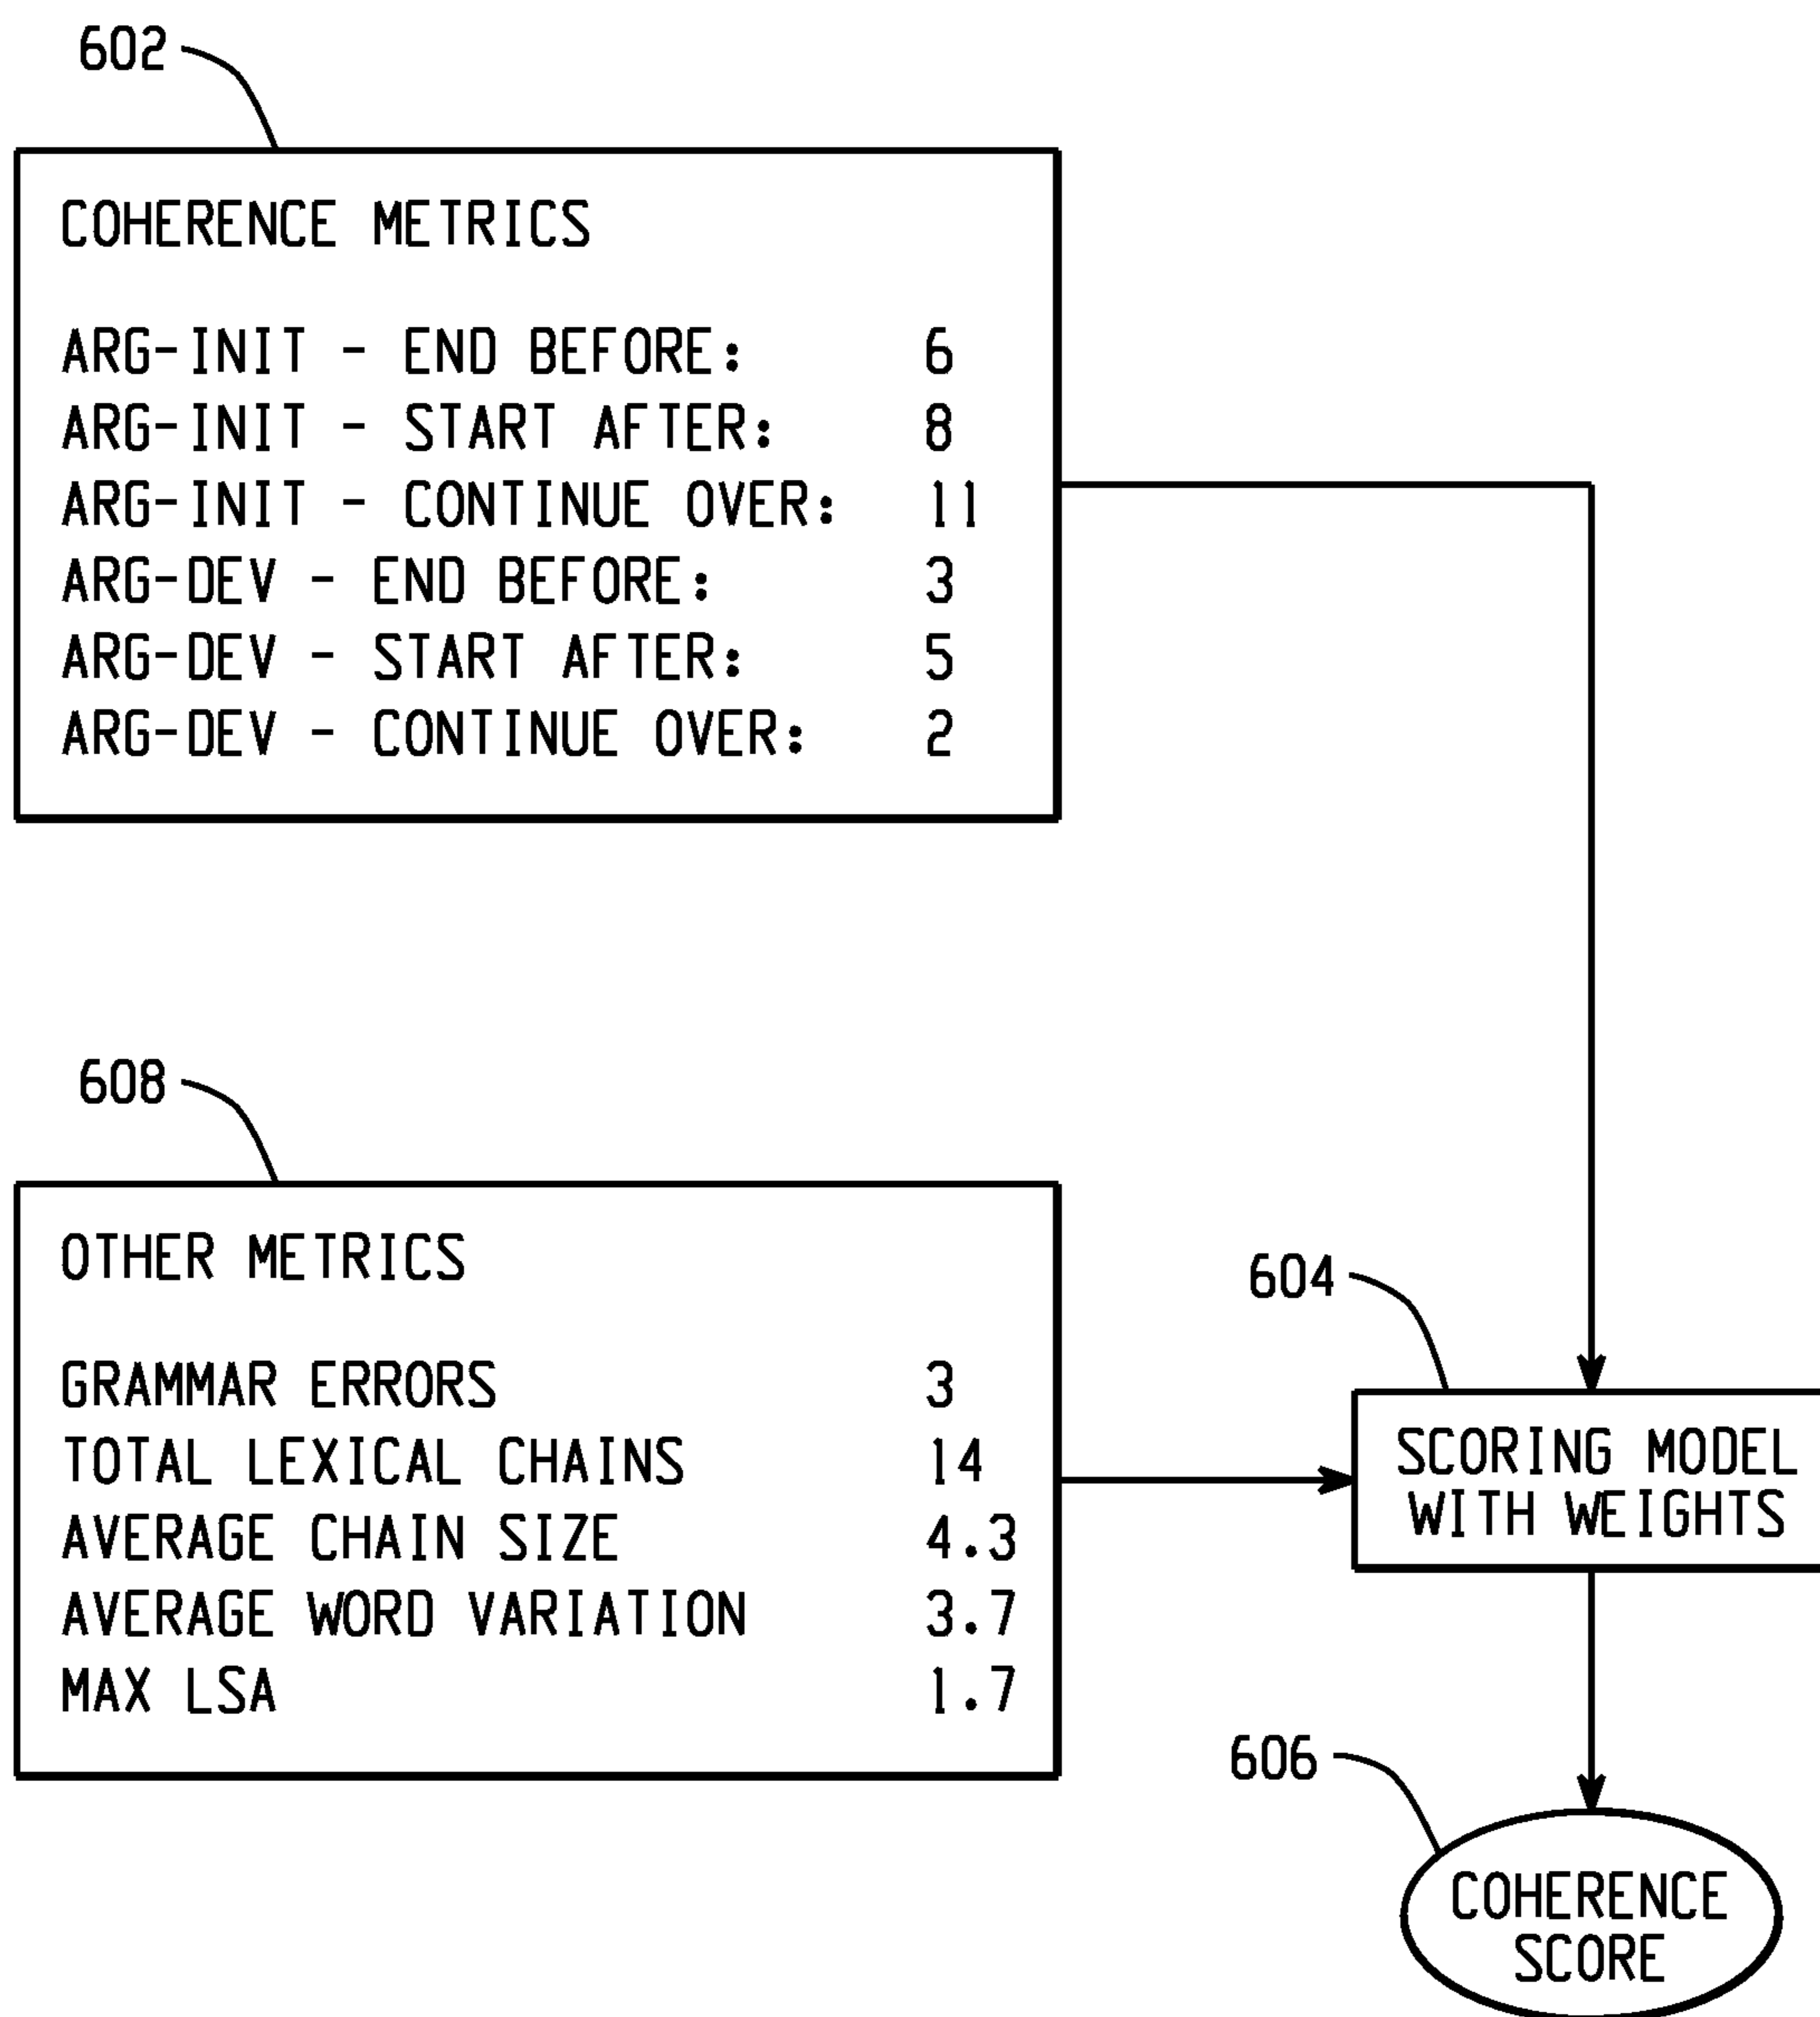 602
COHERENCE METRICS
ARG-INIT - END BEFORE: 6
ARG-INIT - START AFTER: 8
ARG-INIT - CONTINUE OVER: 11
ARG-DEV - END BEFORE: 3
ARG-DEV - START AFTER: 5
ARG-DEV - CONTINUE OVER: 2
608
OTHER METRICS
GRAMMAR ERRORS 3
TOTAL LEXICAL CHAINS 14
AVERAGE CHAIN SIZE 4.3
AVERAGE WORD VARIATION 3.7
MAX LSA 1.7
604
SCORING MODEL
WITH WEIGHTS
606
COHERENCE
SCORE